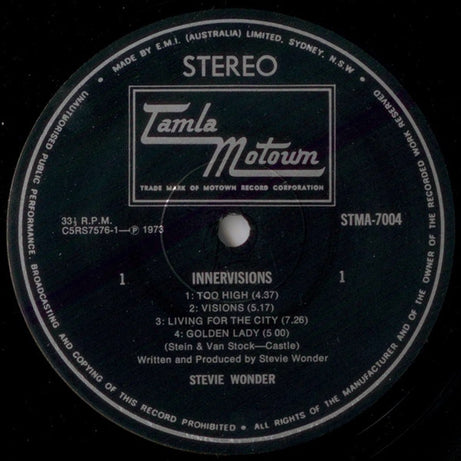 • MADE BY E.M.I. (AUSTRALIA) LIMITED, SYDNEY, N.S.W. •
STEREO
Tamla
Motown
TRADE MARK OF MOTOWN RECORD CORPORATION
33⅓ R.P.M.
C5RS7576-1—Ⓟ 1973
STMA-7004
1
INNERVISIONS
1
1: TOO HIGH (4.37)
2: VISIONS (5.17)
3: LIVING FOR THE CITY (7.26)
4: GOLDEN LADY (5 00)
(Stein & Van Stock—Castle)
Written and Produced by Stevie Wonder
STEVIE WONDER
UNAUTHORISED PUBLIC PERFORMANCE, BROADCASTING AND COPYING OF THIS RECORD PROHIBITED • ALL RIGHTS OF THE MANUFACTURER AND OF THE OWNER OF THE RECORDED WORK RESERVED